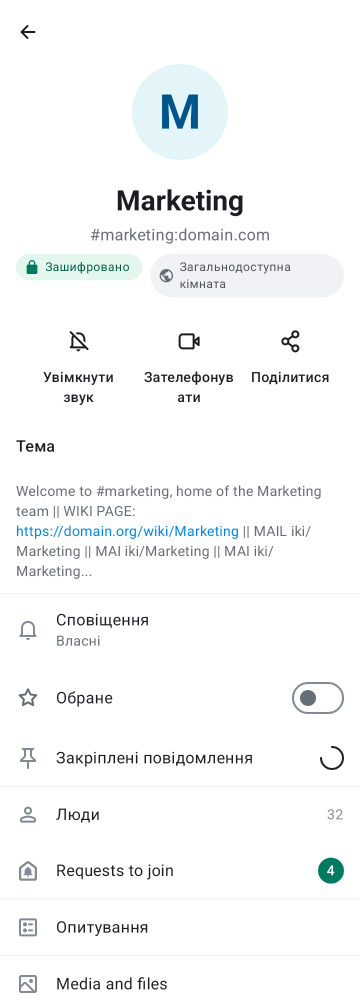 M
Marketing
#marketing:domain.com
Зашифровано
Загальнодоступна
кімната
Увімкнути
звук
Зателефонув
ати
Поділитися
Тема
Welcome to #marketing, home of the Marketing
team || WIKI PAGE:
https://domain.org/wiki/Marketing || MAIL iki/
Marketing || MAI iki/Marketing || MAI iki/
Marketing...
Сповіщення
Власні
Обране
Закріплені повідомлення
Люди 32
Requests to join 4
Опитування
Media and files